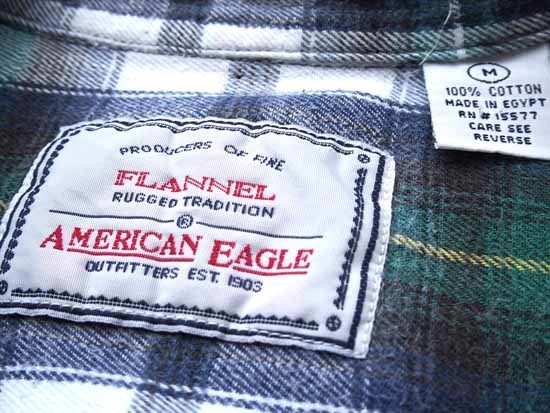 PRODUCERS OF FINE
FLANNEL
RUGGED TRADITION
®
AMERICAN EAGLE
OUTFITTERS EST. 1903
M
100% COTTON
MADE IN EGYPT
RN # 15577
CARE SEE
REVERSE